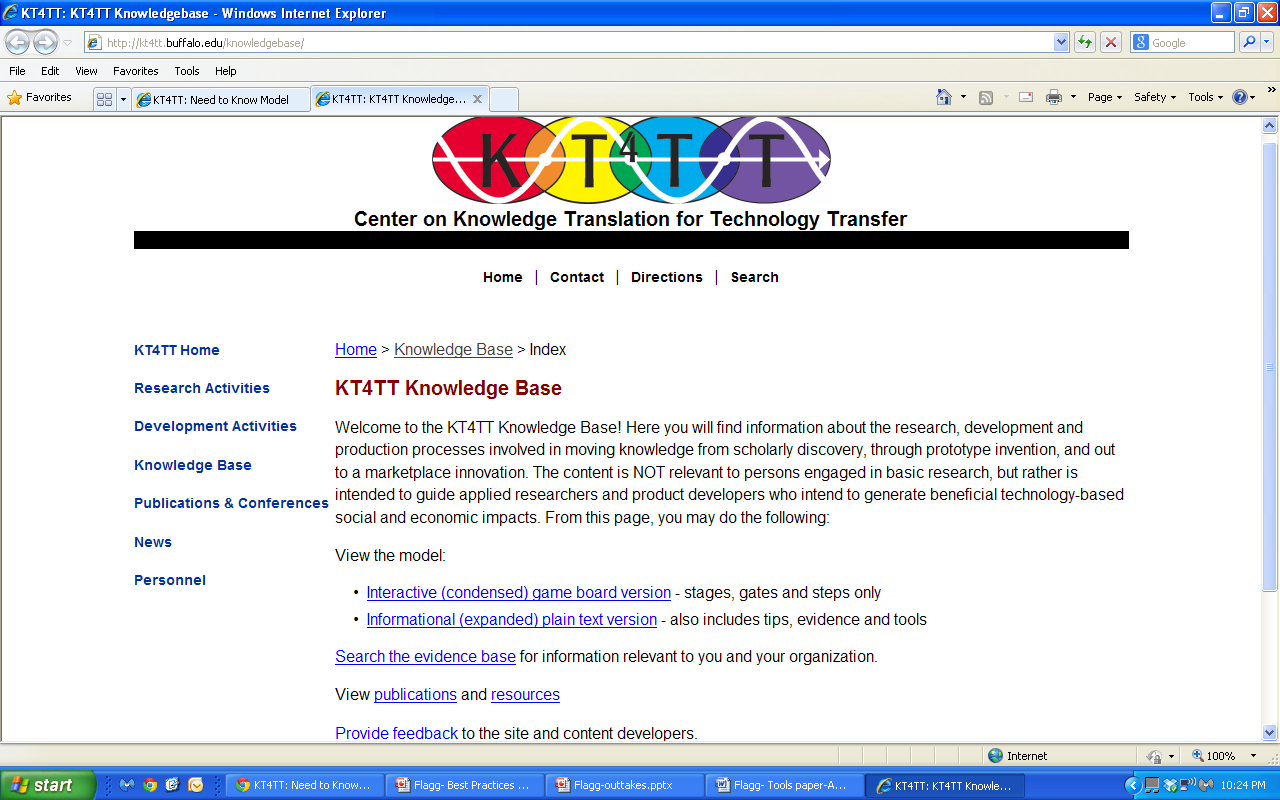 KT4TT: KT4TT Knowledgebase - Windows Internet Explorer
http://kt4tt.buffalo.edu/knowledgebase/
Google
File Edit View Favorites Tools Help
Favorites
KT4TT: Need to Know Model
KT4TT: KT4TT Knowledge...
Page Safety Tools
K T 4 T T
Center on Knowledge Translation for Technology Transfer
Home | Contact | Directions | Search
KT4TT Home
Research Activities
Development Activities
Knowledge Base
Publications & Conferences
News
Personnel
Home > Knowledge Base > Index
KT4TT Knowledge Base
Welcome to the KT4TT Knowledge Base! Here you will find information about the research, development and
production processes involved in moving knowledge from scholarly discovery, through prototype invention, and out
to a marketplace innovation. The content is NOT relevant to persons engaged in basic research, but rather is
intended to guide applied researchers and product developers who intend to generate beneficial technology-based
social and economic impacts. From this page, you may do the following:
View the model:
• Interactive (condensed) game board version - stages, gates and steps only
• Informational (expanded) plain text version - also includes tips, evidence and tools
Search the evidence base for information relevant to you and your organization.
View publications and resources
Provide feedback to the site and content developers.
Internet
100%
start
KT4TT: Need to Know...
Flagg- Best Practices ...
Flagg-outtakes.pptx
Flagg- Tools paper-A...
KT4TT: KT4TT Knowle...
10:24 PM